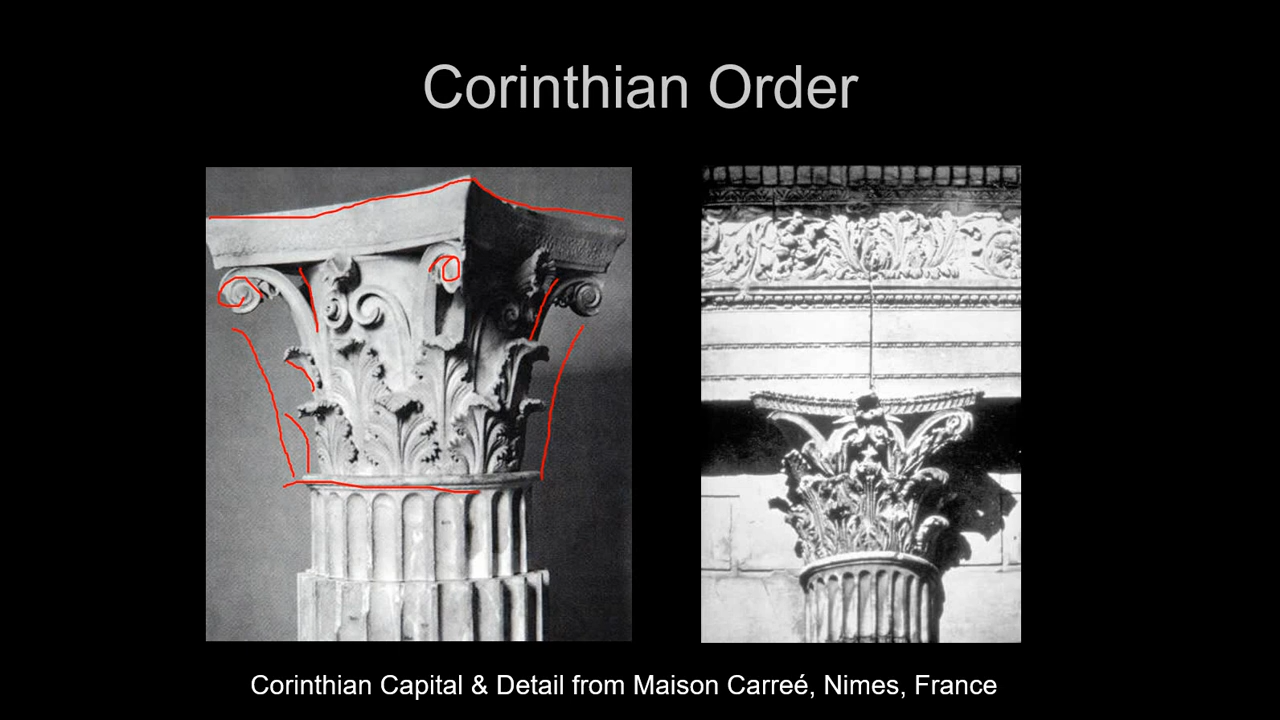 Corinthian Order
Corinthian Capital & Detail from Maison Carreé, Nimes, France